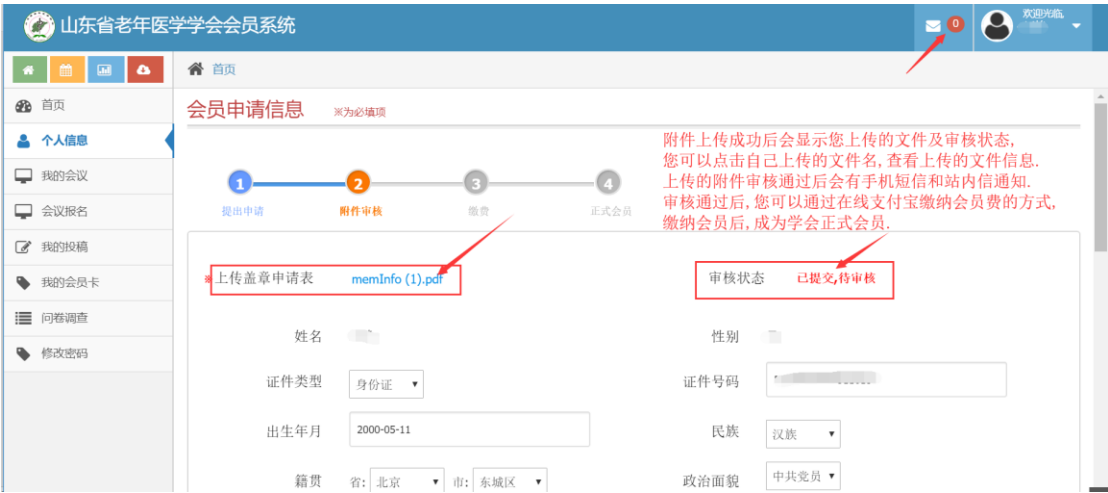 山东省老年医学学会会员系统
0
欢迎光临,
首页
首页
会员申请信息 ※为必填项
个人信息
附件上传成功后会显示您上传的文件及审核状态,
您可以点击自己上传的文件名,查看上传的文件信息.
上传的附件审核通过后会有手机短信和站内信通知.
审核通过后,您可以通过在线支付宝缴纳会员费的方式,
缴纳会员后,成为学会正式会员.
我的会议
会议报名
我的投稿
我的会员卡
问卷调查
修改密码
1 2 3 4
提出申请 附件审核 缴费 正式会员
※上传盖章申请表 memInfo (1).pdf 审核状态 已提交,待审核
姓名 性别
证件类型 身份证 证件号码
出生年月 2000-05-11 民族 汉族
籍贯 省: 北京 市: 东城区 政治面貌 中共党员